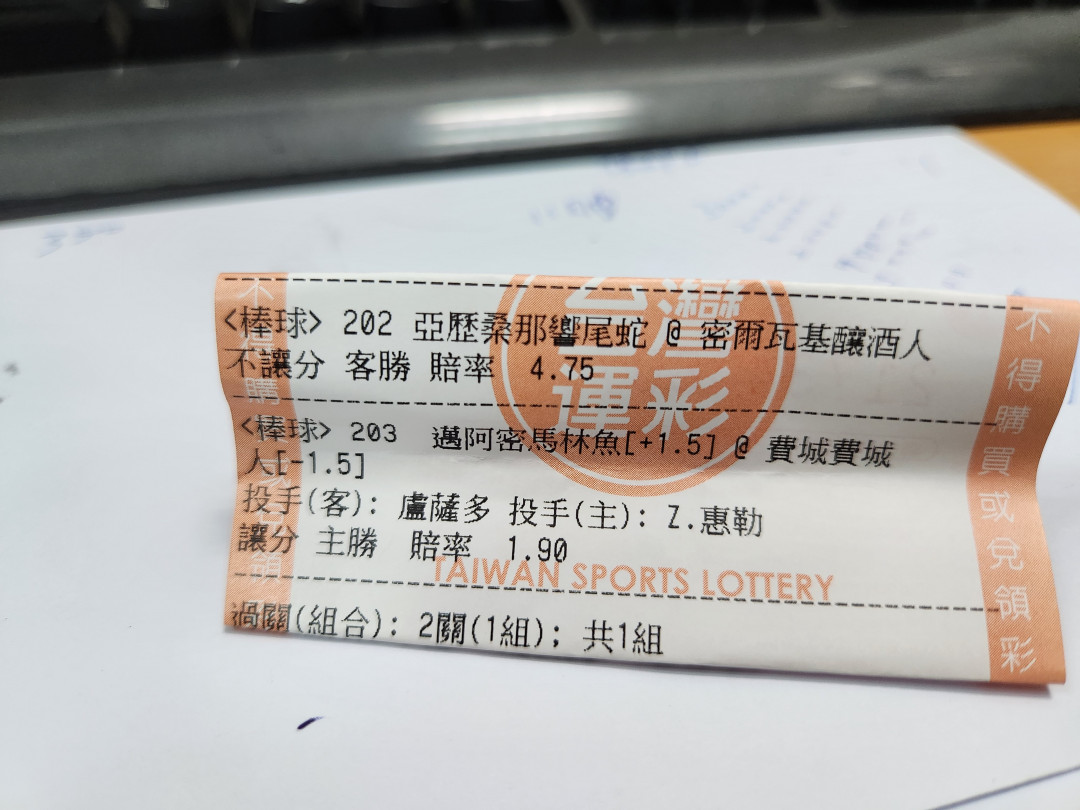 台灣
運彩
<棒球> 202 亞歷桑那響尾蛇 @ 密爾瓦基釀酒人
不讓分 客勝 賠率 4.75
<棒球> 203 邁阿密馬林魚[+1.5] @ 費城費城
人[-1.5]
投手(客): 盧薩多 投手(主): Z.惠勒
讓分 主勝 賠率 1.90
TAIWAN SPORTS LOTTERY
過關(組合): 2關(1組); 共1組
不得購買或兌領彩